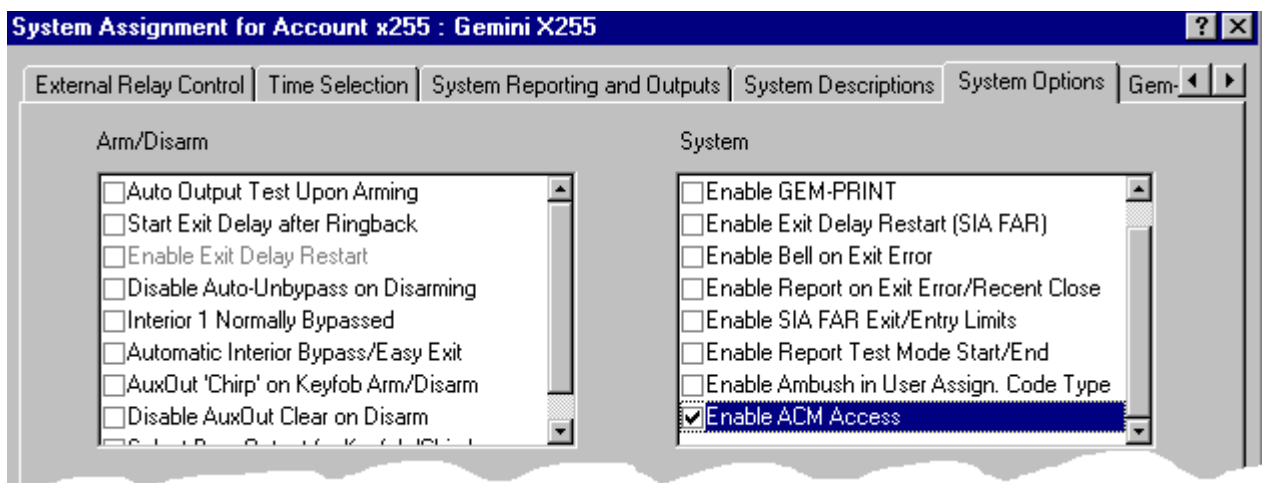 System Assignment for Account x255 : Gemini X255
External Relay Control
Time Selection
System Reporting and Outputs
System Descriptions
System Options
Gem-
Arm/Disarm
Auto Output Test Upon Arming
Start Exit Delay after Ringback
Enable Exit Delay Restart
Disable Auto-Unbypass on Disarming
Interior 1 Normally Bypassed
Automatic Interior Bypass/Easy Exit
AuxOut 'Chirp' on Keyfob Arm/Disarm
Disable AuxOut Clear on Disarm
System
Enable GEM-PRINT
Enable Exit Delay Restart (SIA FAR)
Enable Bell on Exit Error
Enable Report on Exit Error/Recent Close
Enable SIA FAR Exit/Entry Limits
Enable Report Test Mode Start/End
Enable Ambush in User Assign. Code Type
Enable ACM Access